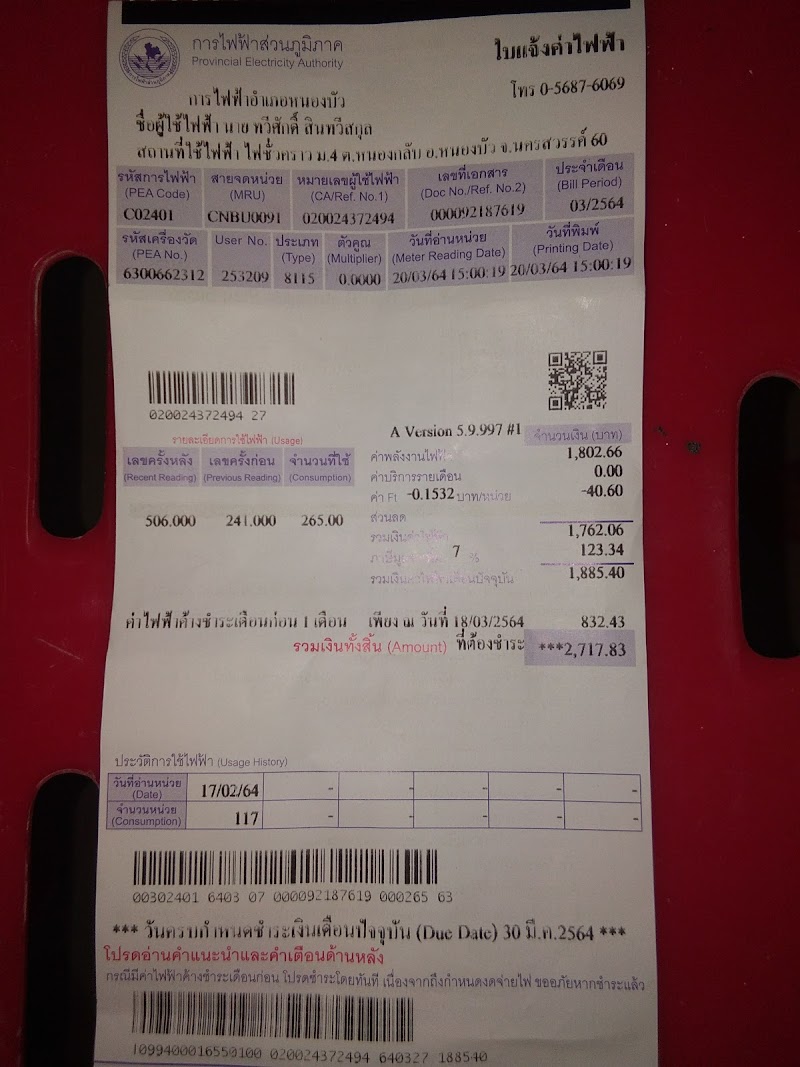 การไฟฟ้าส่วนภูมิภาค
Provincial Electricity Authority
ใบแจ้งค่าไฟฟ้า
โทร 0-5687-6069
การไฟฟ้าอำเภอหนองบัว
ชื่อผู้ใช้ไฟฟ้า นาย ทวีศักดิ์ สินทวีสกุล
สถานที่ใช้ไฟฟ้า ไฟชั่วคราว ม.4 ต.หนองกลับ อ.หนองบัว จ.นครสวรรค์ 60
รหัสการไฟฟ้า สายจดหน่วย หมายเลขผู้ใช้ไฟฟ้า เลขที่เอกสาร ประจำเดือน
(PEA Code) (MRU) (CA/Ref. No.1) (Doc No./Ref. No.2) (Bill Period)
C02401 CNBU0091 020024372494 000092187619 03/2564
รหัสเครื่องวัด User No. ประเภท ตัวคูณ วันที่อ่านหน่วย วันที่พิมพ์
(PEA No.) (Type) (Multiplier) (Meter Reading Date) (Printing Date)
6300662312 253209 8115 0.0000 20/03/64 15:00:19 20/03/64 15:00:19
020024372494 27
รายละเอียดการใช้ไฟฟ้า (Usage)
A Version 5.9.997 #1 จำนวนเงิน (บาท)
เลขครั้งหลัง เลขครั้งก่อน จำนวนที่ใช้
(Recent Reading) (Previous Reading) (Consumption)
506.000 241.000 265.00
ค่าพลังงานไฟฟ้า 1,802.66
ค่าบริการรายเดือน 0.00
ค่า Ft -0.1532 บาท/หน่วย -40.60
ส่วนลด
รวมเงินค่าไฟฟ้า 1,762.06
7 % 123.34
1,885.40
ค่าไฟฟ้าค้างชำระเดือนก่อน 1 เดือน เพียง ณ วันที่ 18/03/2564 832.43
รวมเงินทั้งสิ้น (Amount) ที่ต้องชำระ ***2,717.83
ประวัติการใช้ไฟฟ้า (Usage History)
วันที่อ่านหน่วย (Date) 17/02/64 - - - - -
จำนวนหน่วย (Consumption) 117 - - - - -
00302401 6403 07 000092187619 000265 63
*** วันครบกำหนดชำระเงินเดือนปัจจุบัน (Due Date) 30 มี.ค.2564 ***
โปรดอ่านคำแนะนำและคำเตือนด้านหลัง
กรณีมีค่าไฟฟ้าค้างชำระเดือนก่อน โปรดชำระโดยทันที เนื่องจากถึงกำหนดงดจ่ายไฟ ขออภัยหากชำระแล้ว
|099400016550100 020024372494 640327 188540